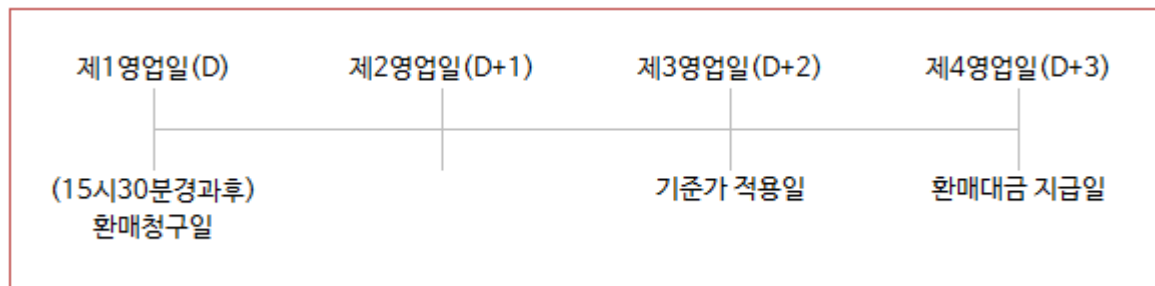 제1영업일(D) 제2영업일(D+1) 제3영업일(D+2) 제4영업일(D+3)
(15시30분경과후) 기준가 적용일 환매대금 지급일
환매청구일